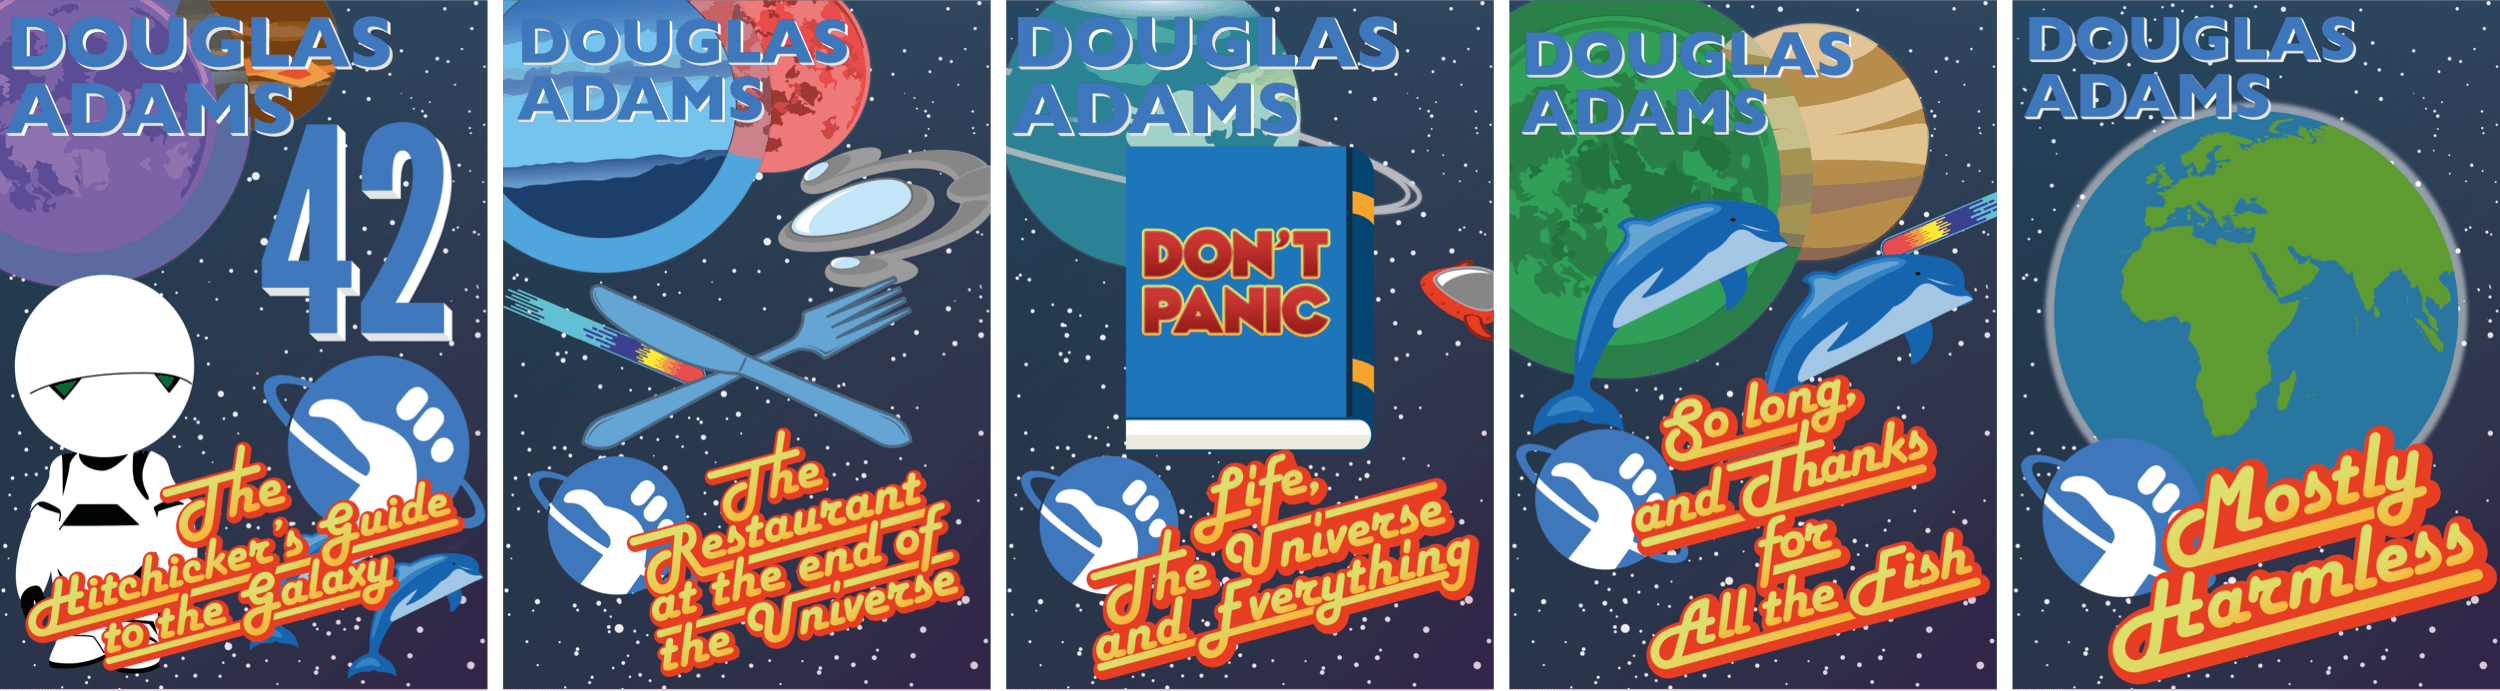 DOUGLAS
ADAMS
42
The
Hitchicker's Guide
to the Galaxy
DOUGLAS
ADAMS
The
Restaurant
at the end of
the Universe
DOUGLAS
ADAMS
DON'T
PANIC
Life,
The Universe
and Everything
DOUGLAS
ADAMS
So long,
and Thanks
for
All the Fish
DOUGLAS
ADAMS
Mostly
Harmless